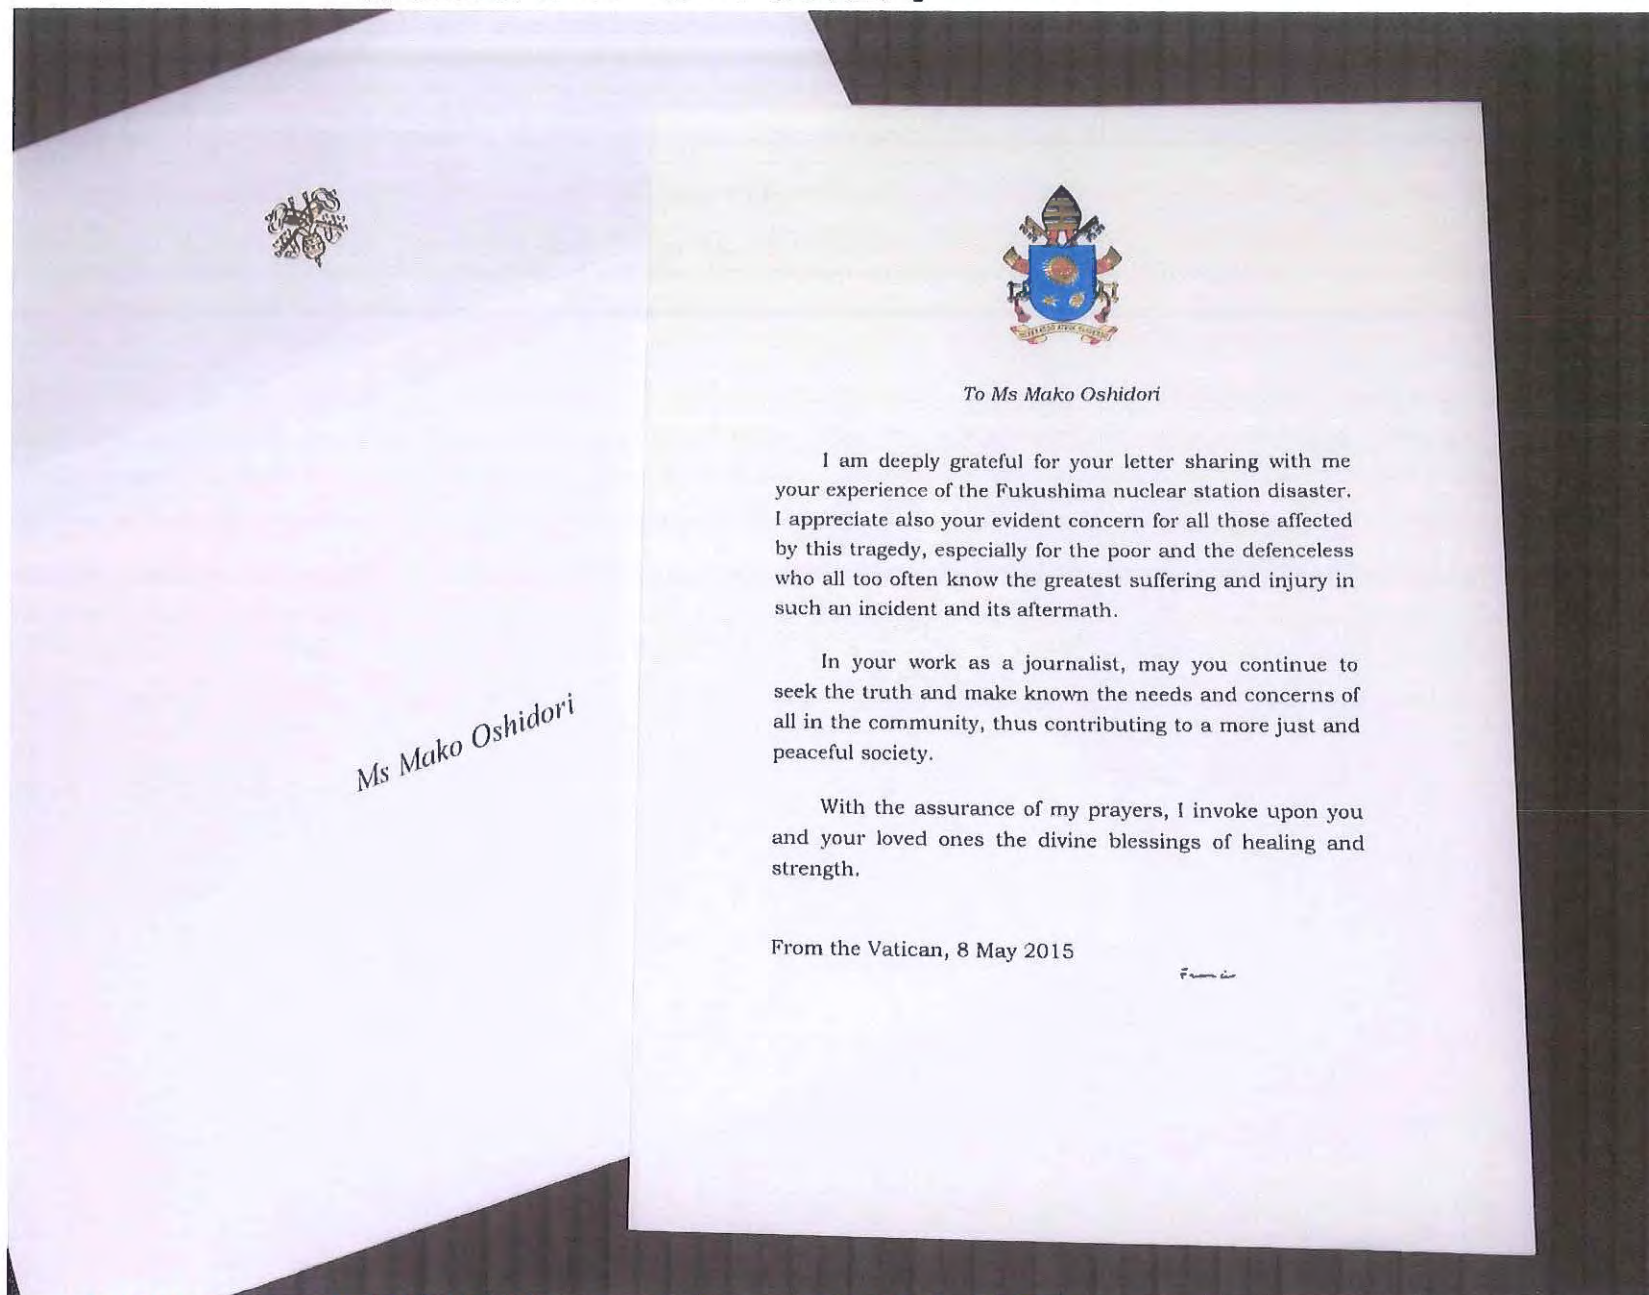 Ms Mako Oshidori
To Ms Mako Oshidori
I am deeply grateful for your letter sharing with me
your experience of the Fukushima nuclear station disaster.
I appreciate also your evident concern for all those affected
by this tragedy, especially for the poor and the defenceless
who all too often know the greatest suffering and injury in
such an incident and its aftermath.
In your work as a journalist, may you continue to
seek the truth and make known the needs and concerns of
all in the community, thus contributing to a more just and
peaceful society.
With the assurance of my prayers, I invoke upon you
and your loved ones the divine blessings of healing and
strength.
From the Vatican, 8 May 2015